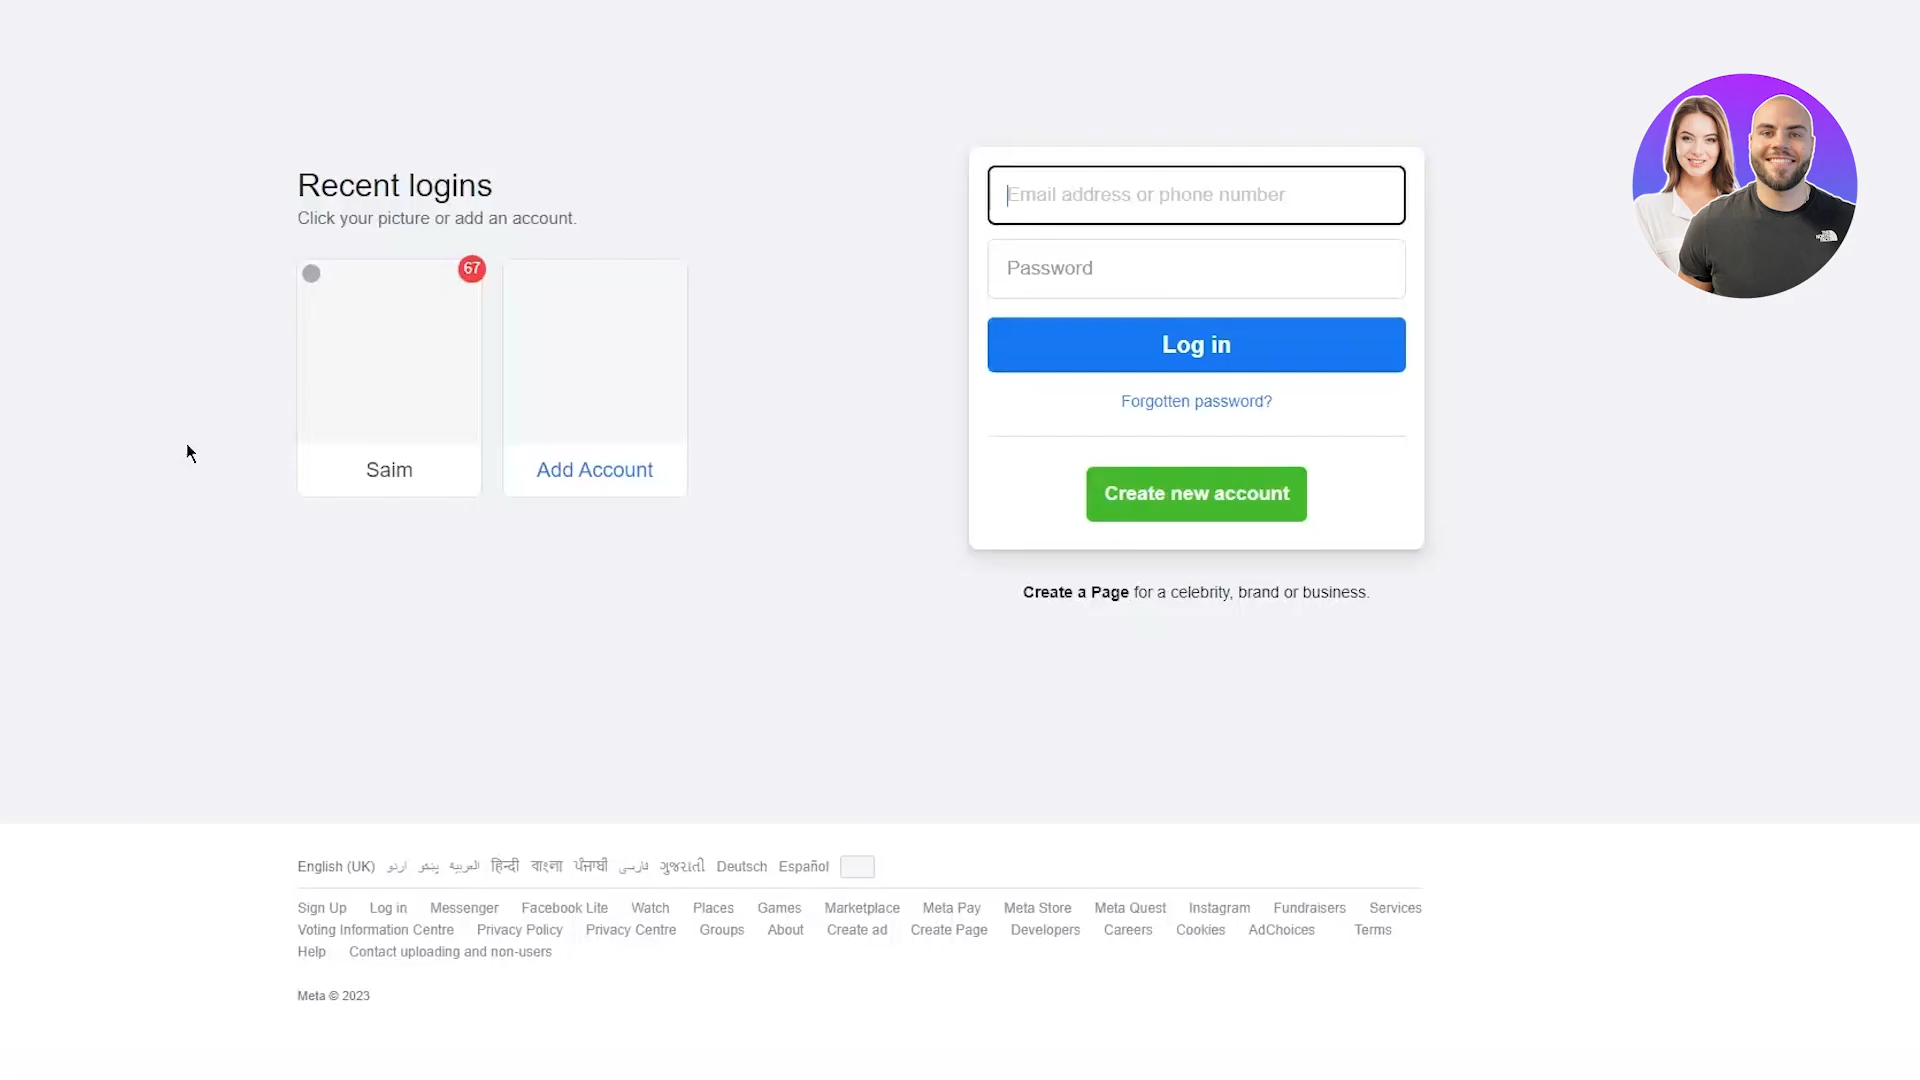 Recent logins
Click your picture or add an account.
67
Saim
Add Account
Email address or phone number
Password
Log in
Forgotten password?
Create new account
Create a Page for a celebrity, brand or business.
THE NORTH FACE
English (UK) اردو پښتو العربية हिन्दी বাংলা ਪੰਜਾਬੀ فارسی ગુજરાતી Deutsch Español
Sign Up Log in Messenger Facebook Lite Watch Places Games Marketplace Meta Pay Meta Store Meta Quest Instagram Fundraisers Services
Voting Information Centre Privacy Policy Privacy Centre Groups About Create ad Create Page Developers Careers Cookies AdChoices Terms
Help Contact uploading and non-users
Meta © 2023